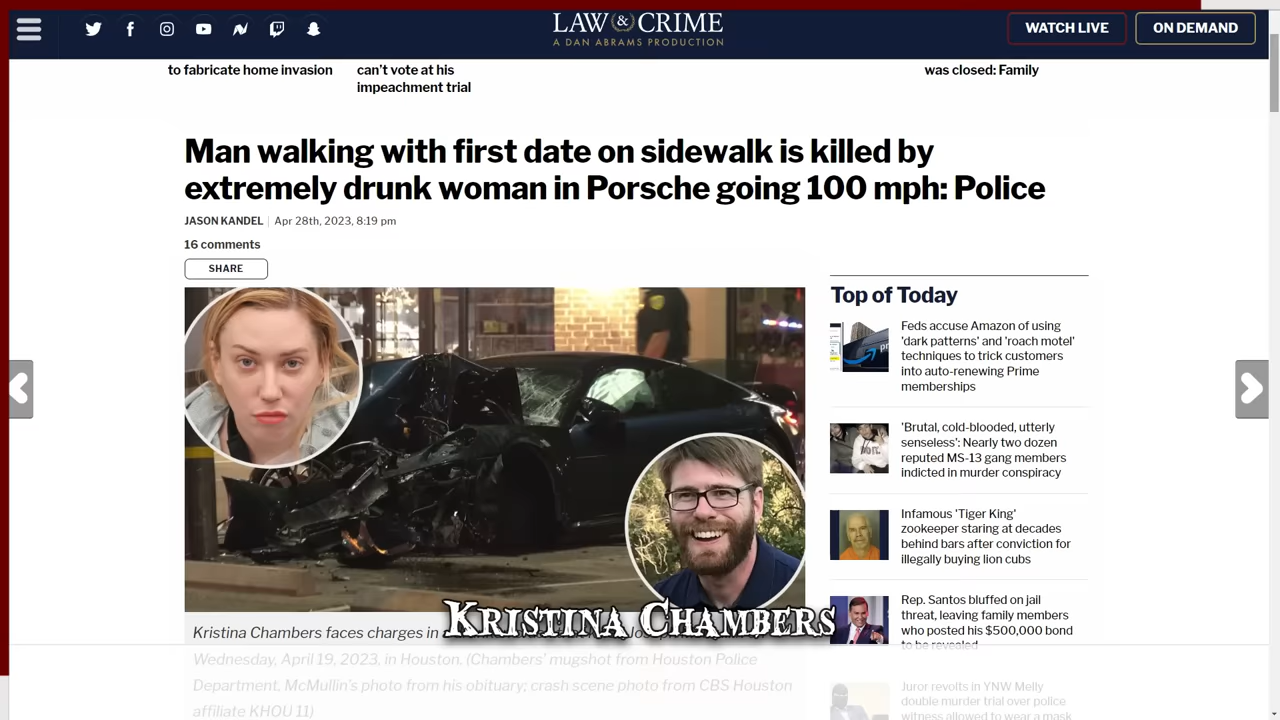 LAW & CRIME
A DAN ABRAMS PRODUCTION
WATCH LIVE
ON DEMAND
to fabricate home invasion
can't vote at his
impeachment trial
was closed: Family
Man walking with first date on sidewalk is killed by
extremely drunk woman in Porsche going 100 mph: Police
JASON KANDEL | Apr 28th, 2023, 8:19 pm
16 comments
SHARE
Top of Today
Feds accuse Amazon of using
'dark patterns' and 'roach motel'
techniques to trick customers
into auto-renewing Prime
memberships
'Brutal, cold-blooded, utterly
senseless': Nearly two dozen
reputed MS-13 gang members
indicted in murder conspiracy
Infamous 'Tiger King'
zookeeper staring at decades
behind bars after conviction for
illegally buying lion cubs
Rep. Santos bluffed on jail
threat, leaving family members
who posted his $500,000 bond
to be revealed
Juror revolts in YNW Melly
double murder trial over police
witness allowed to wear a mask
Kristina Chambers
Kristina Chambers faces charges in
Wednesday, April 19, 2023, in Houston. (Chambers' mugshot from Houston Police
Department, McMullin's photo from his obituary; crash scene photo from CBS Houston
affiliate KHOU 11)